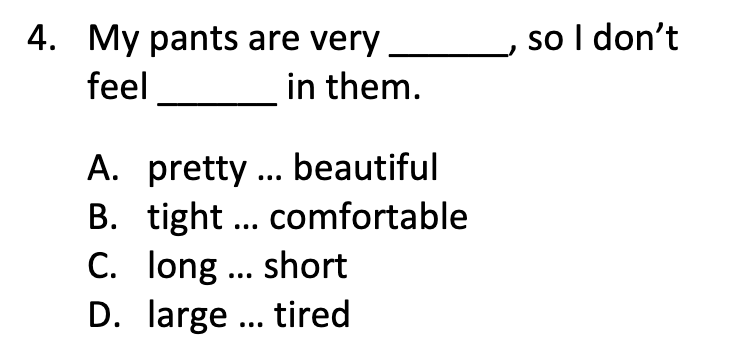 4. My pants are very ______, so I don’t
feel ______ in them.
A. pretty ... beautiful
B. tight ... comfortable
C. long ... short
D. large ... tired